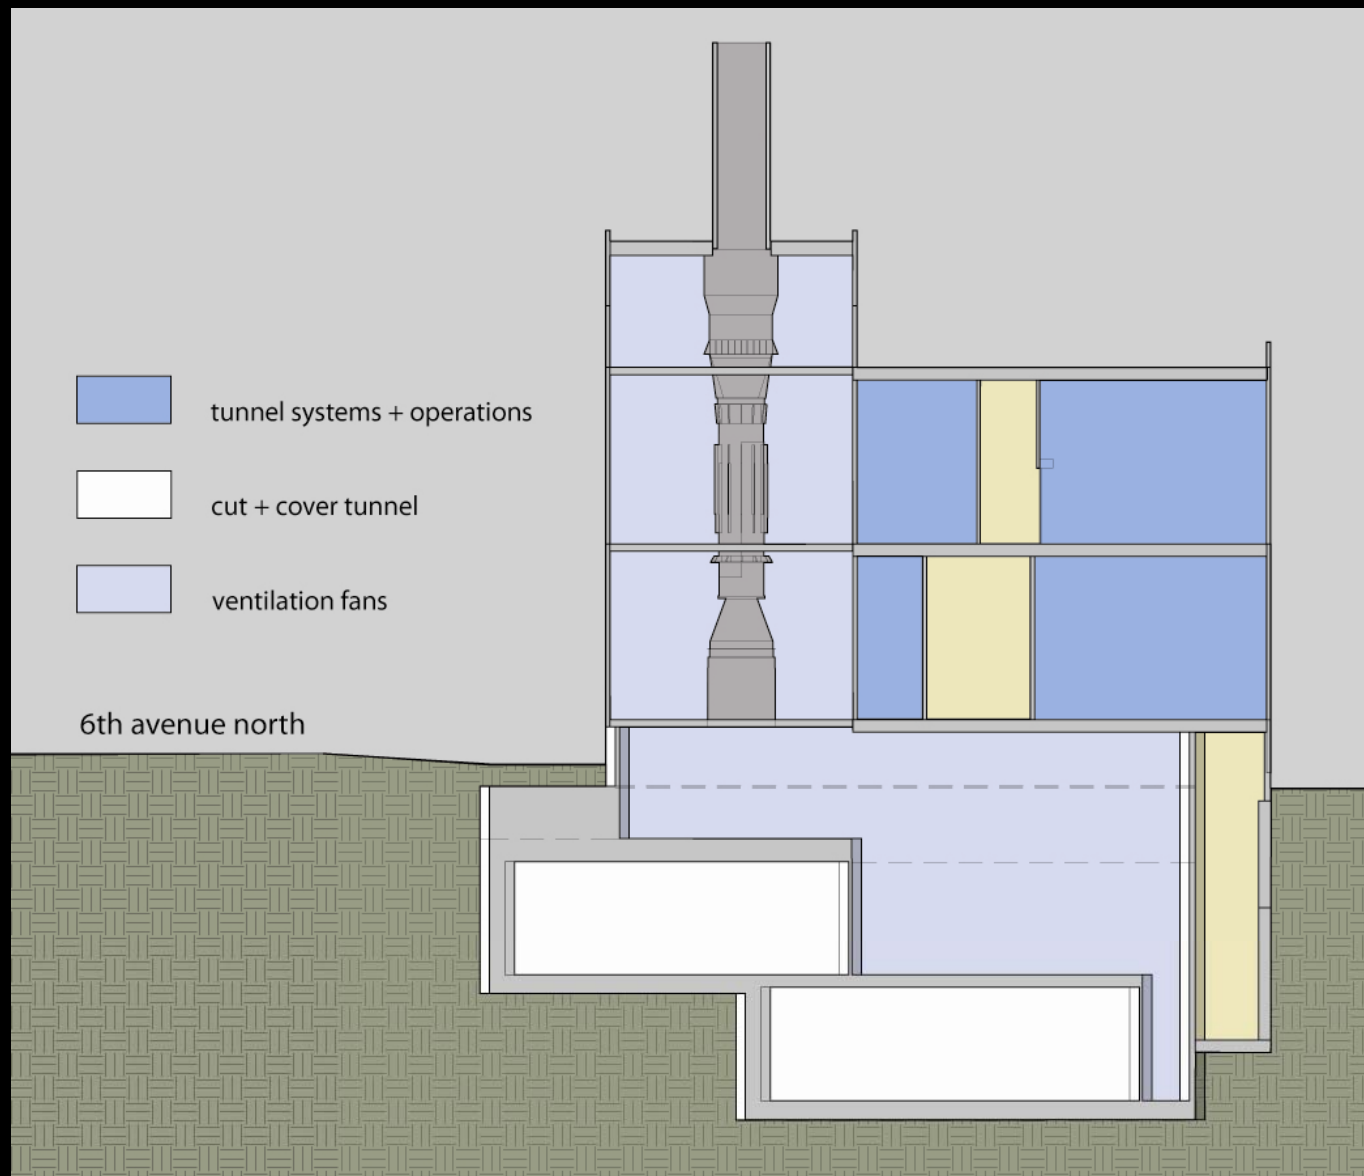 tunnel systems + operations
cut + cover tunnel
ventilation fans
6th avenue north